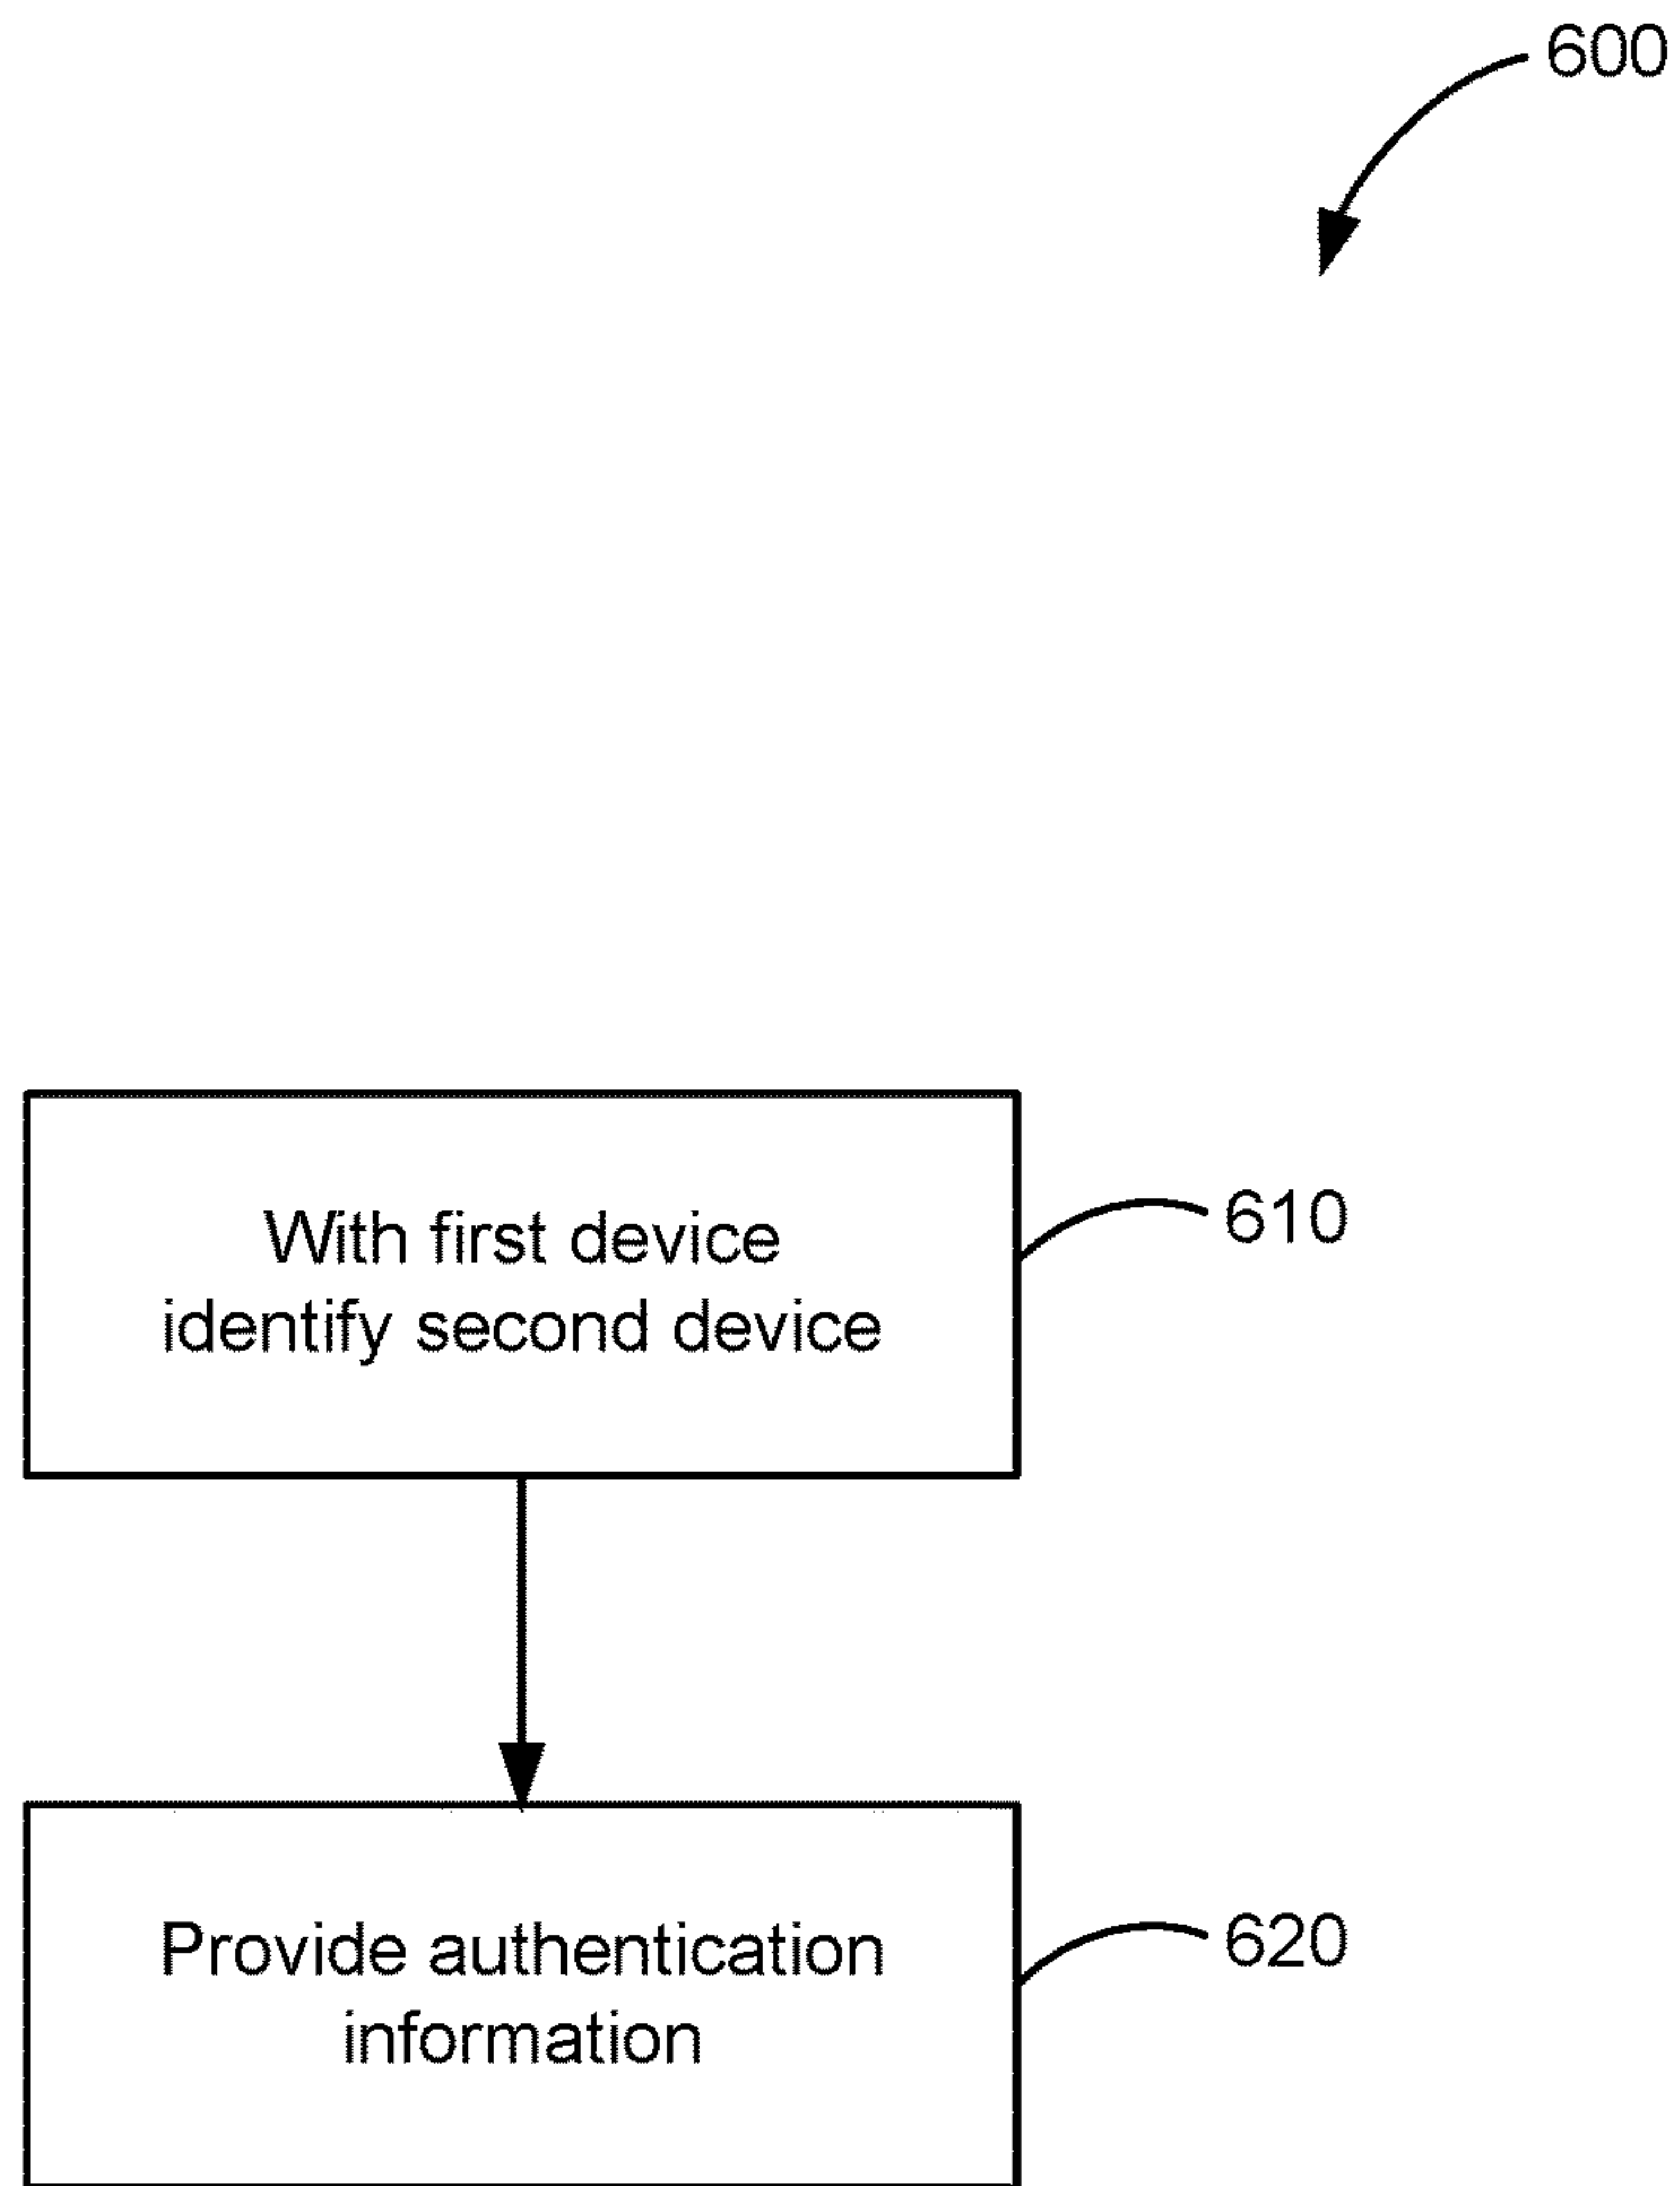 600
With first device
identify second device
610
Provide authentication
information
620